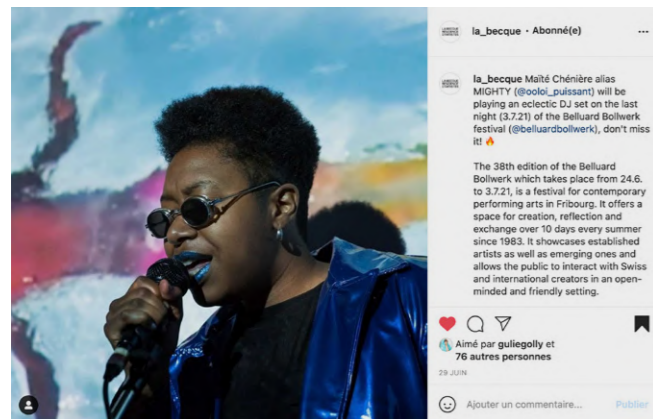 la_becque • Abonné(e)
la_becque Maïté Chénière alias
MIGHTY (@ooloi_puissant) will be
playing an eclectic DJ set on the last
night (3.7.21) of the Belluard Bollwerk
festival (@belluardbollwerk), don't miss
it! 🔥
The 38th edition of the Belluard
Bollwerk which takes place from 24.6.
to 3.7.21, is a festival for contemporary
performing arts in Fribourg. It offers a
space for creation, reflection and
exchange over 10 days every summer
since 1983. It showcases established
artists as well as emerging ones and
allows the public to interact with Swiss
and international creators in an open-
minded and friendly setting.
Aimé par guliegolly et
76 autres personnes
29 JUIN
Ajouter un commentaire... Publier